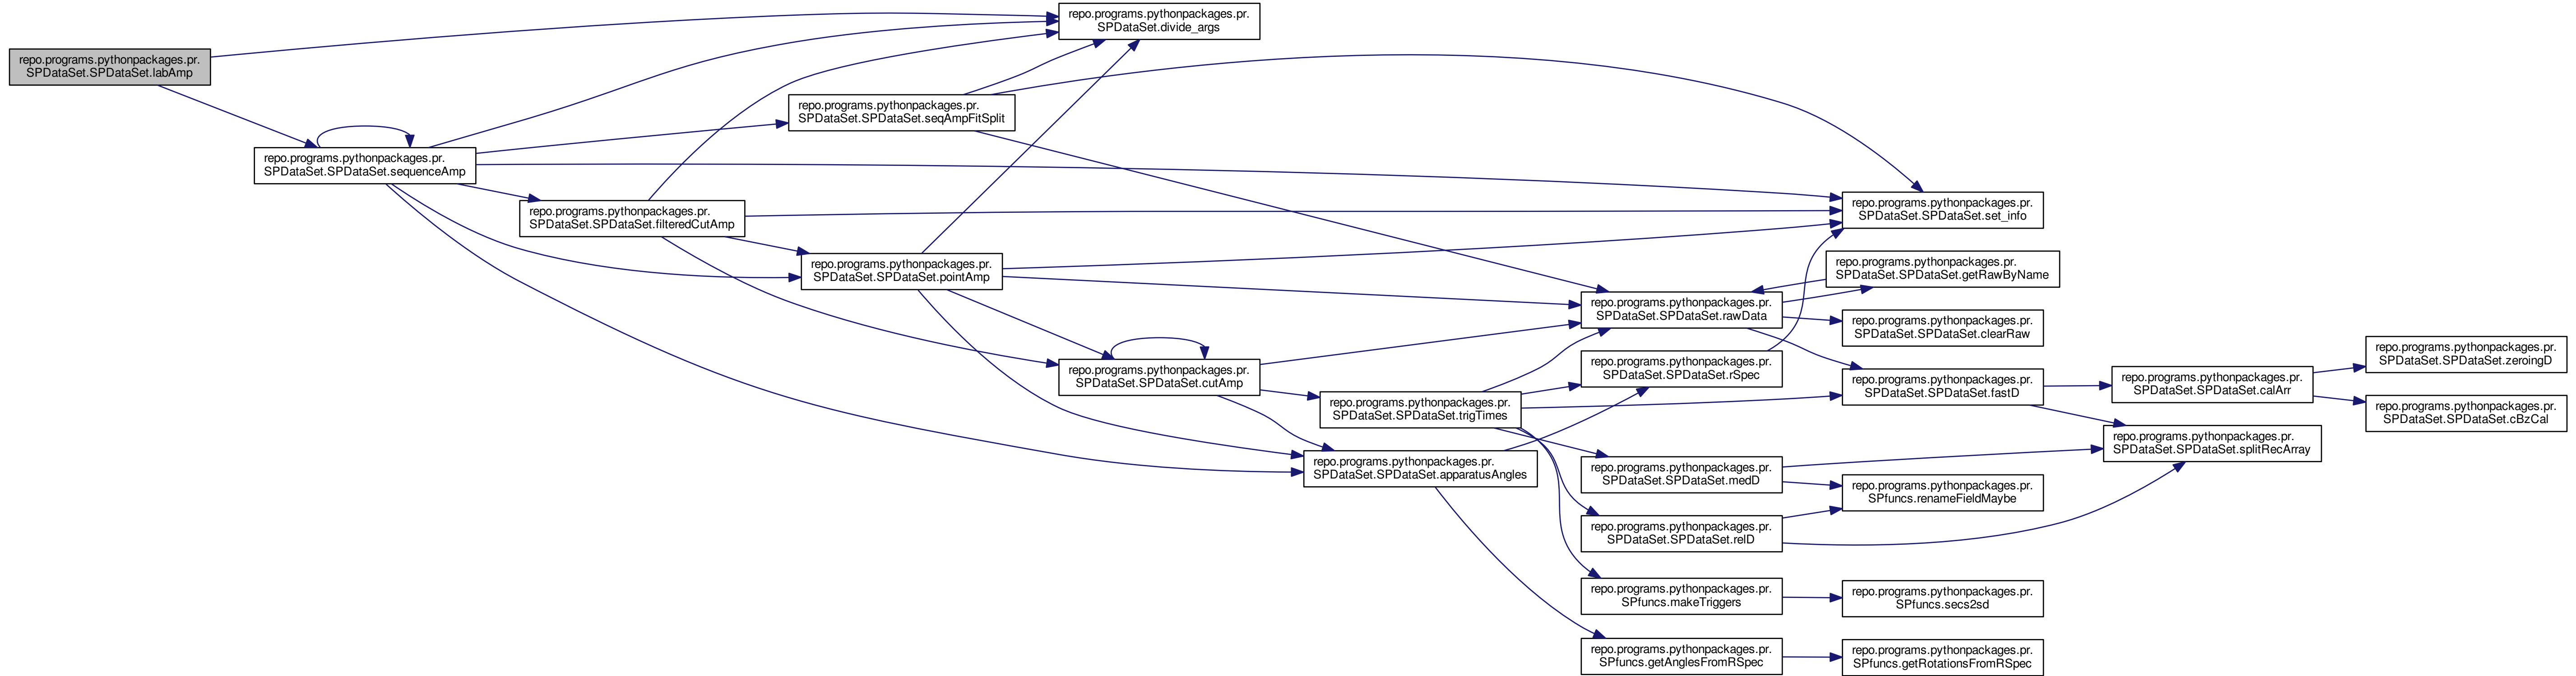 repo.programs.pythonpackages.pr.
SPDataSet.SPDataSet.labAmp
repo.programs.pythonpackages.pr.
SPDataSet.SPDataSet.sequenceAmp
repo.programs.pythonpackages.pr.
SPDataSet.SPDataSet.filteredCutAmp
repo.programs.pythonpackages.pr.
SPDataSet.SPDataSet.seqAmpFitSplit
repo.programs.pythonpackages.pr.
SPDataSet.SPDataSet.pointAmp
repo.programs.pythonpackages.pr.
SPDataSet.divide_args
repo.programs.pythonpackages.pr.
SPDataSet.SPDataSet.cutAmp
repo.programs.pythonpackages.pr.
SPDataSet.SPDataSet.trigTimes
repo.programs.pythonpackages.pr.
SPDataSet.SPDataSet.apparatusAngles
repo.programs.pythonpackages.pr.
SPDataSet.SPDataSet.rawData
repo.programs.pythonpackages.pr.
SPDataSet.SPDataSet.rSpec
repo.programs.pythonpackages.pr.
SPDataSet.SPDataSet.medD
repo.programs.pythonpackages.pr.
SPDataSet.SPDataSet.relD
repo.programs.pythonpackages.pr.
SPfuncs.makeTriggers
repo.programs.pythonpackages.pr.
SPfuncs.getAnglesFromRSpec
repo.programs.pythonpackages.pr.
SPDataSet.SPDataSet.set_info
repo.programs.pythonpackages.pr.
SPDataSet.SPDataSet.getRawByName
repo.programs.pythonpackages.pr.
SPDataSet.SPDataSet.clearRaw
repo.programs.pythonpackages.pr.
SPDataSet.SPDataSet.fastD
repo.programs.pythonpackages.pr.
SPfuncs.renameFieldMaybe
repo.programs.pythonpackages.pr.
SPfuncs.secs2sd
repo.programs.pythonpackages.pr.
SPfuncs.getRotationsFromRSpec
repo.programs.pythonpackages.pr.
SPDataSet.SPDataSet.calArr
repo.programs.pythonpackages.pr.
SPDataSet.SPDataSet.splitRecArray
repo.programs.pythonpackages.pr.
SPDataSet.SPDataSet.zeroingD
repo.programs.pythonpackages.pr.
SPDataSet.SPDataSet.cBzCal